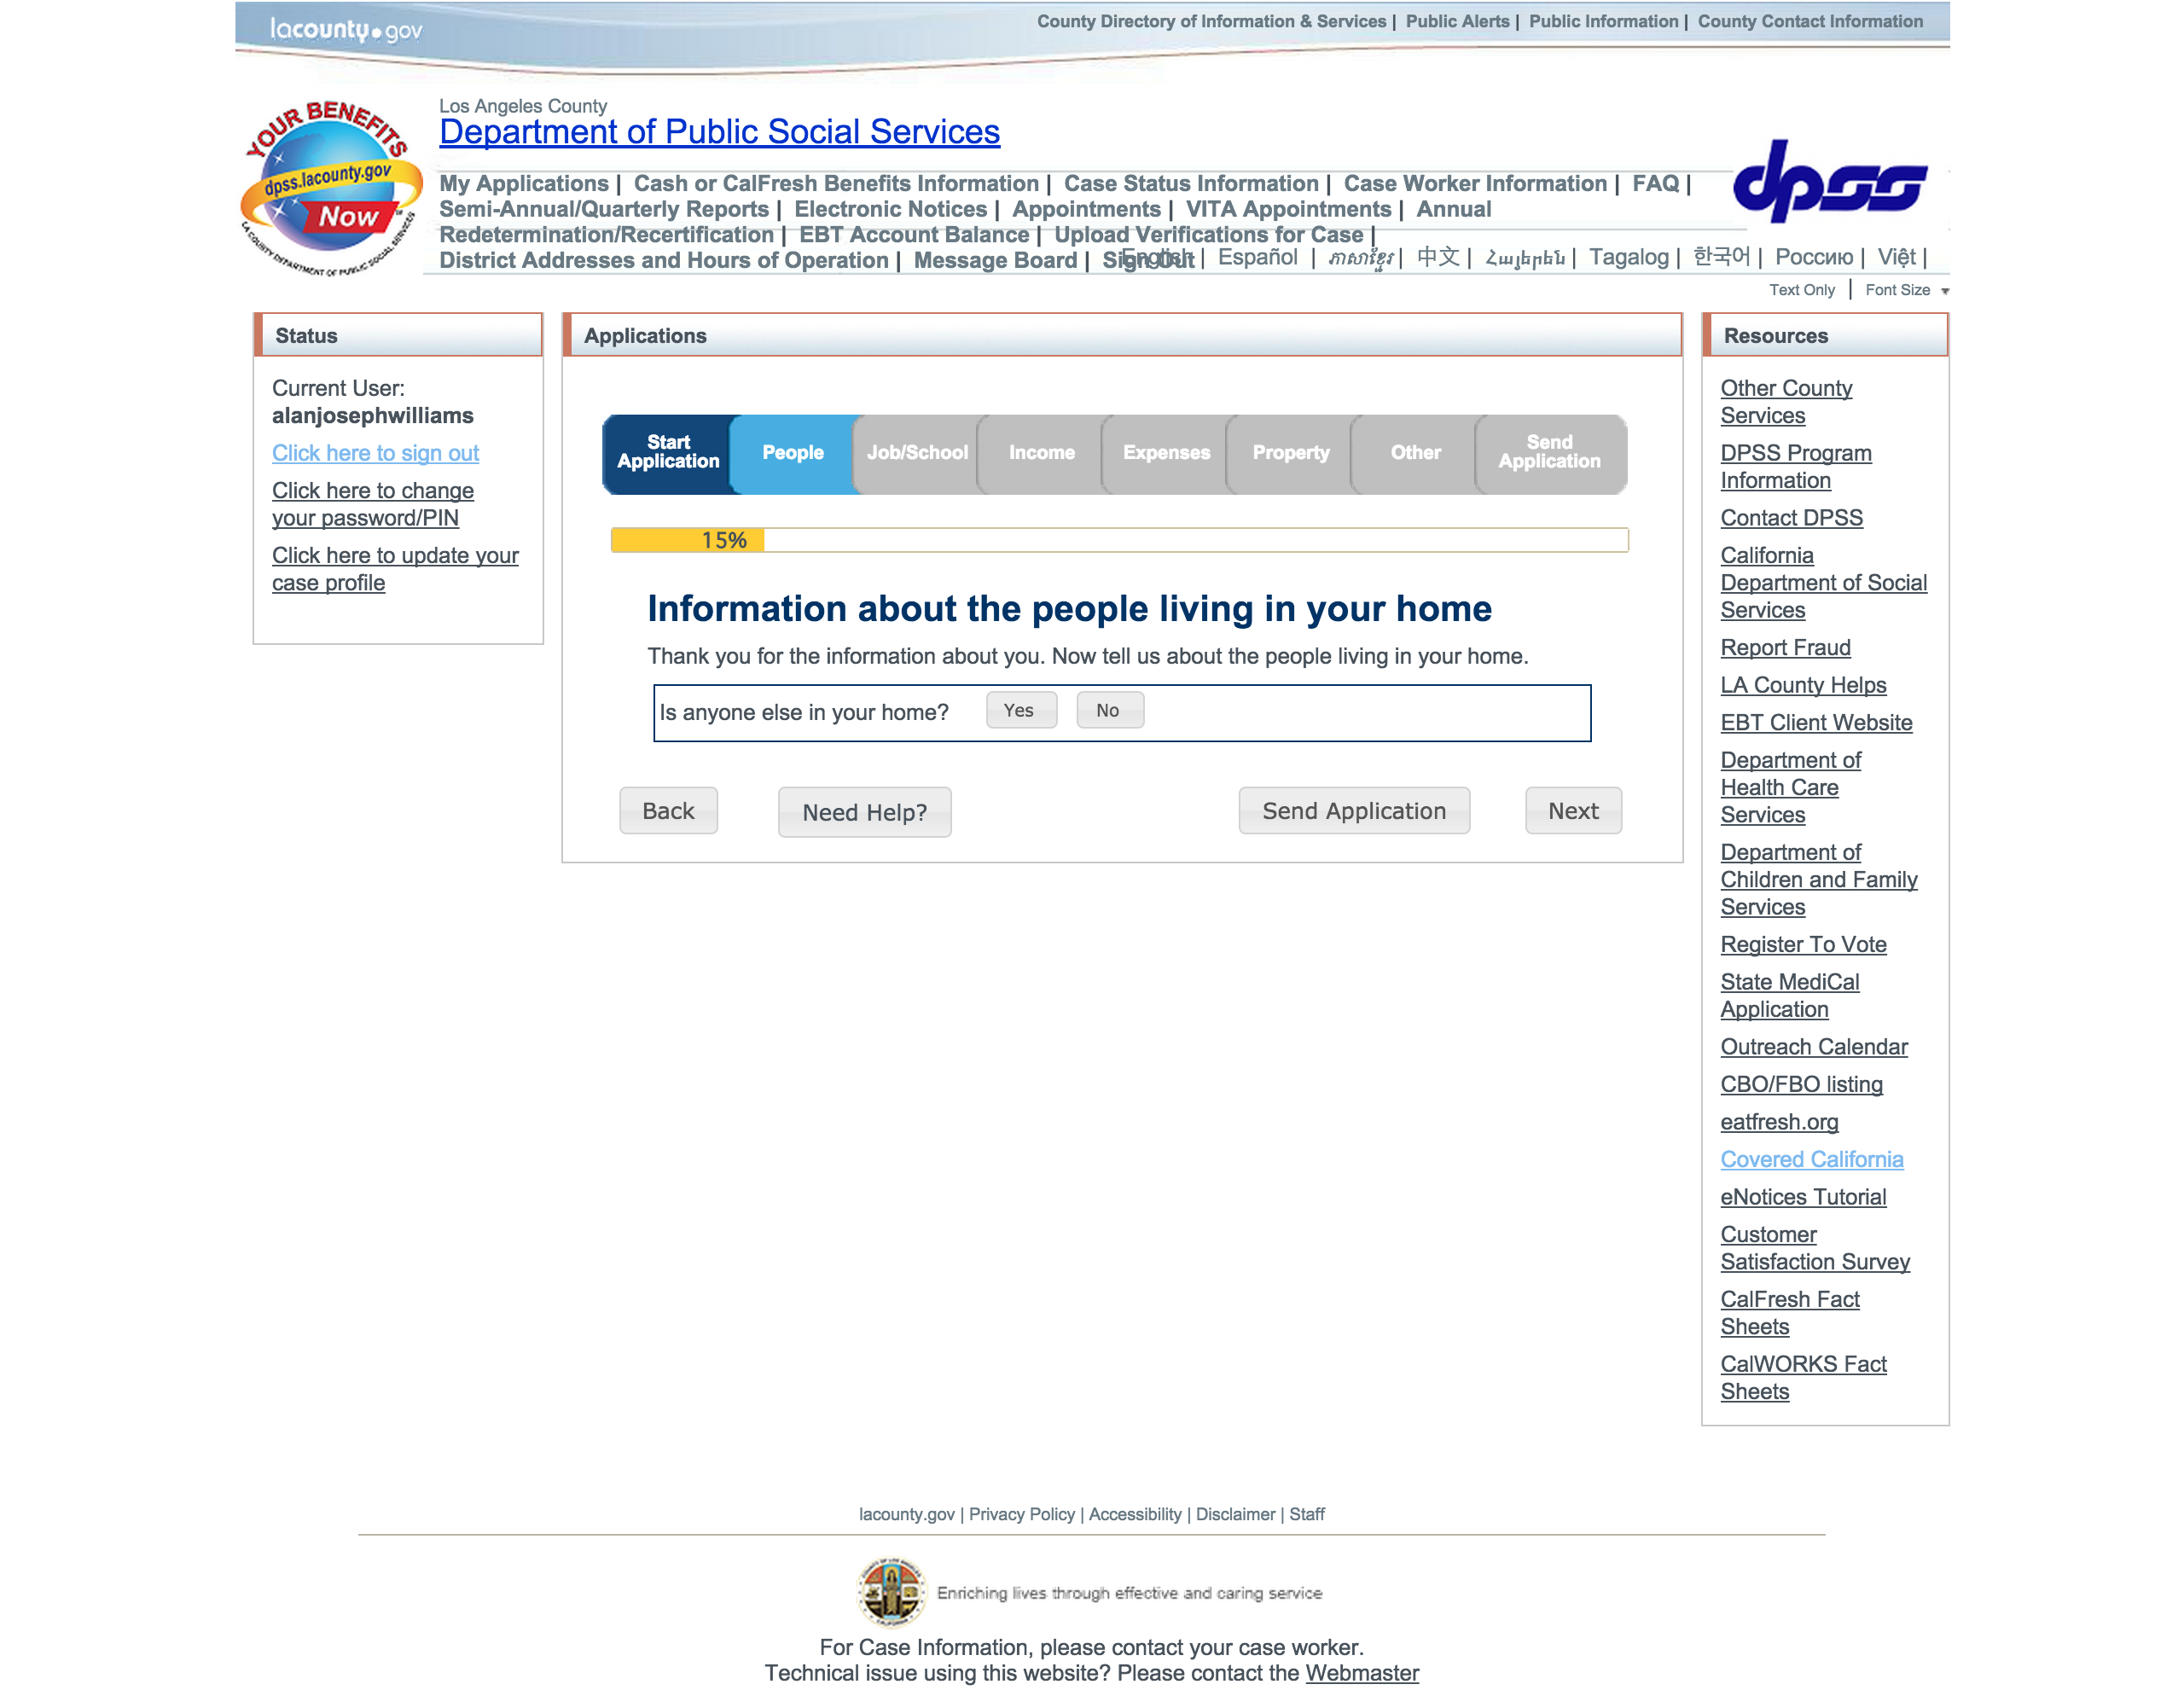 lacounty.gov
County Directory of Information & Services | Public Alerts | Public Information | County Contact Information
YOUR BENEFITS
dpss.lacounty.gov
Now
LA COUNTY DEPARTMENT OF PUBLIC SOCIAL SERVICES
Los Angeles County
Department of Public Social Services
My Applications | Cash or CalFresh Benefits Information | Case Status Information | Case Worker Information | FAQ |
Semi-Annual/Quarterly Reports | Electronic Notices | Appointments | VITA Appointments | Annual
Redetermination/Recertification | EBT Account Balance | Upload Verifications for Case |
District Addresses and Hours of Operation | Message Board | Sign Out
dpss
English | Español | ភាសាខ្មែរ | 中文 | Հայերեն | Tagalog | 한국어 | Россию | Việt |
Text Only | Font Size
Status
Current User:
alanjosephwilliams
Click here to sign out
Click here to change
your password/PIN
Click here to update your
case profile
Applications
Start
Application
People
Job/School
Income
Expenses
Property
Other
Send
Application
15%
Information about the people living in your home
Thank you for the information about you. Now tell us about the people living in your home.
Is anyone else in your home? Yes No
Back Need Help? Send Application Next
Resources
Other County
Services
DPSS Program
Information
Contact DPSS
California
Department of Social
Services
Report Fraud
LA County Helps
EBT Client Website
Department of
Health Care
Services
Department of
Children and Family
Services
Register To Vote
State MediCal
Application
Outreach Calendar
CBO/FBO listing
eatfresh.org
Covered California
eNotices Tutorial
Customer
Satisfaction Survey
CalFresh Fact
Sheets
CalWORKS Fact
Sheets
lacounty.gov | Privacy Policy | Accessibility | Disclaimer | Staff
Enriching lives through effective and caring service
For Case Information, please contact your case worker.
Technical issue using this website? Please contact the Webmaster